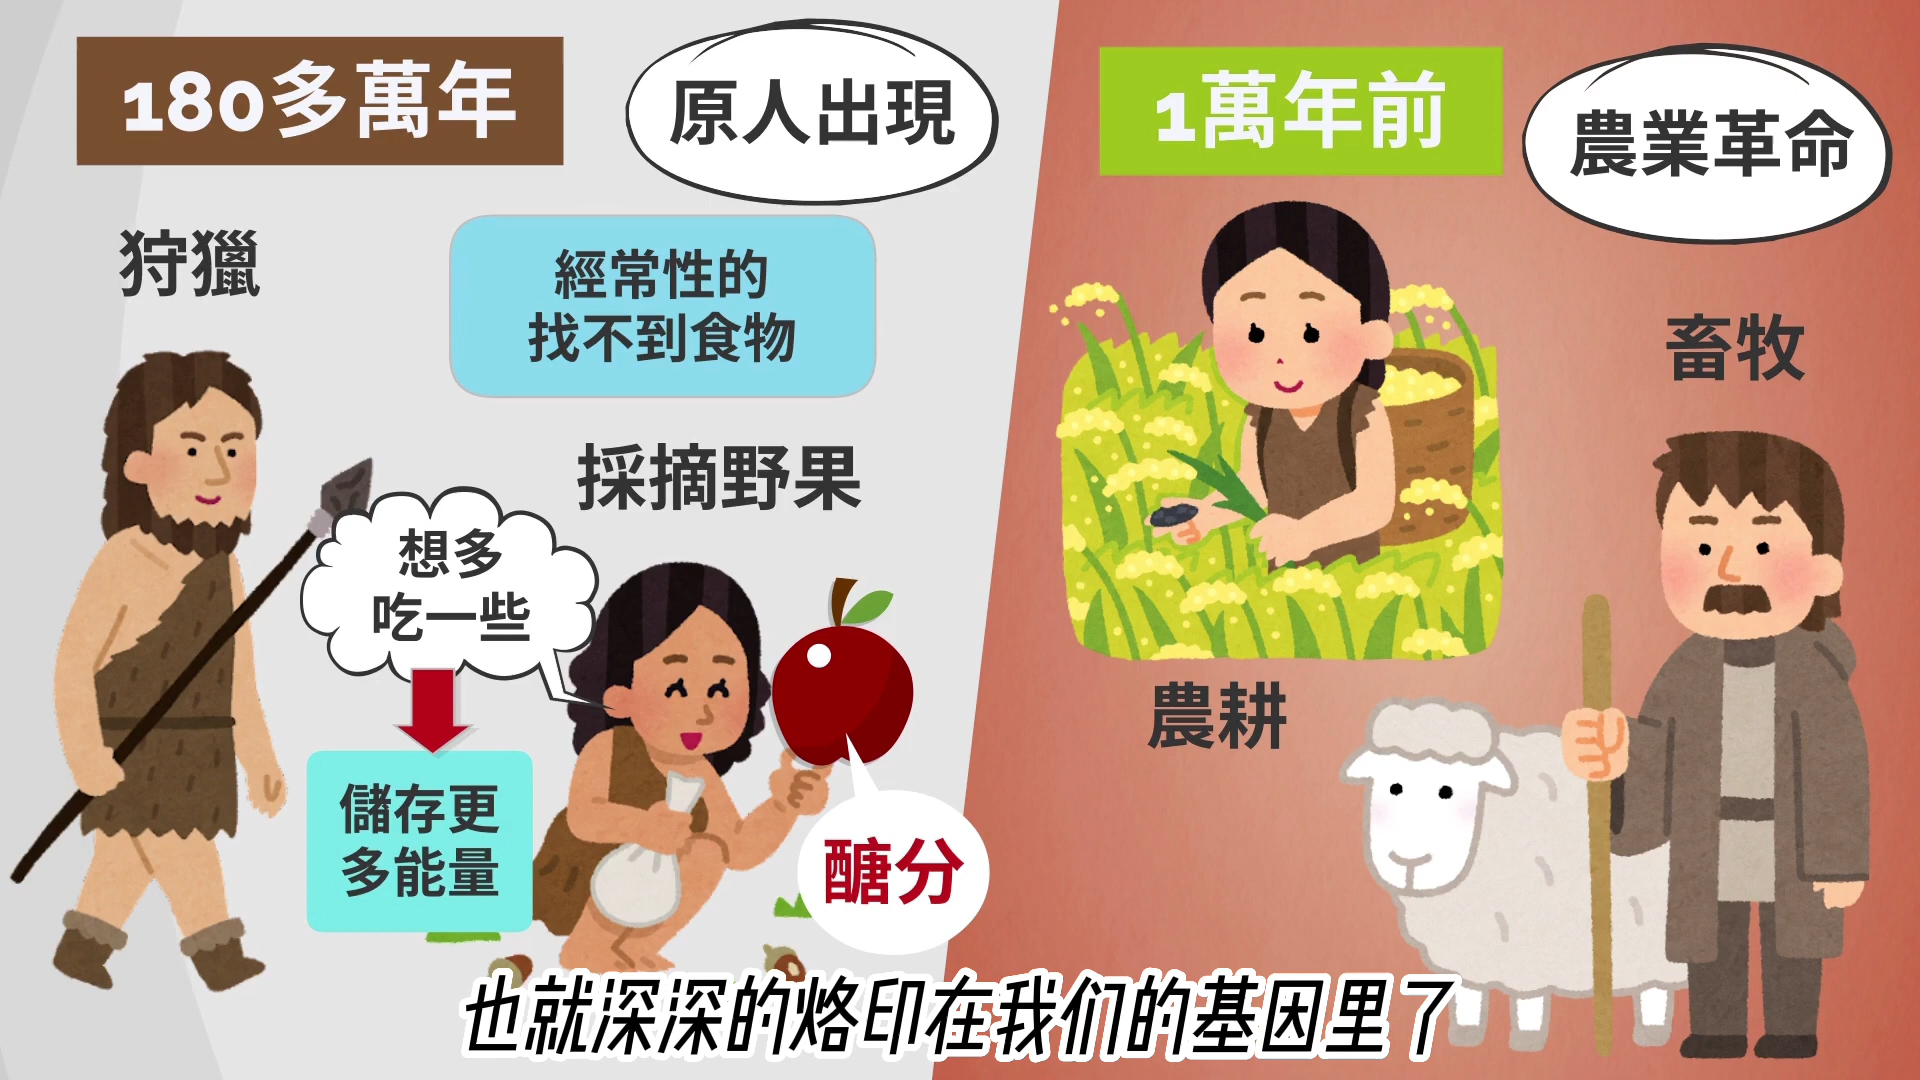 180多萬年
原人出現
狩獵
經常性的
找不到食物
採摘野果
想多
吃一些
儲存更
多能量
醣分
1萬年前
農業革命
畜牧
農耕
也就深深的烙印在我们的基因里了